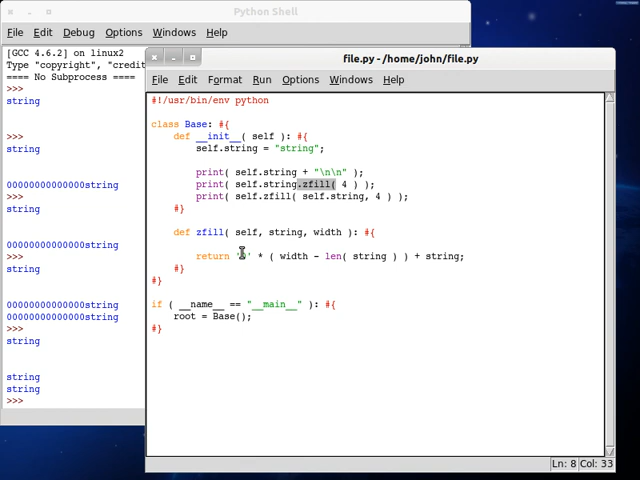 Python Shell
File Edit Debug Options Windows Help
[GCC 4.6.2] on linux2
Type "copyright", "credit
==== No Subprocess ====
>>>
string
>>>
string
00000000000000string
>>>
string
00000000000000string
>>>
string
00000000000000string
00000000000000string
>>>
string
string
string
>>>
file.py - /home/john/file.py
File Edit Format Run Options Windows Help
#!/usr/bin/env python
class Base: #{
def __init__( self ): #{
self.string = "string";
print( self.string + "\n\n" );
print( self.string.zfill( 4 ) );
print( self.zfill( self.string, 4 ) );
#}
def zfill( self, string, width ): #{
return * ( width - len( string ) ) + string;
#}
#}
if ( __name__ == "__main__" ): #{
root = Base();
#}
Ln: 8 Col: 33